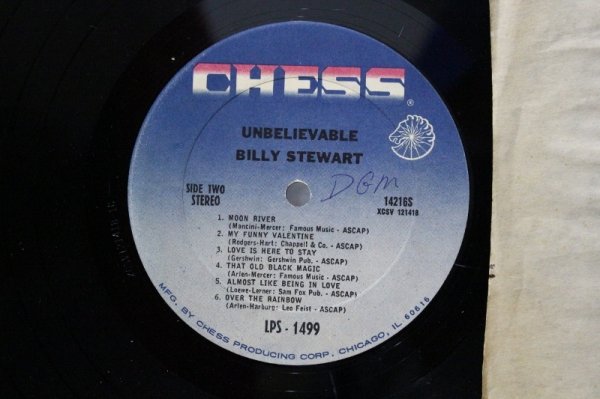 CHESS
®
UNBELIEVABLE
BILLY STEWART
DGM
SIDE TWO
STEREO
14216S
XCSV 121418
1. MOON RIVER
(Mancini-Mercer: Famous Music - ASCAP)
2. MY FUNNY VALENTINE
(Rodgers-Hart: Chappell & Co. - ASCAP)
3. LOVE IS HERE TO STAY
(Gershwin: Gershwin Pub. - ASCAP)
4. THAT OLD BLACK MAGIC
(Arlen-Mercer: Famous Music - ASCAP)
5. ALMOST LIKE BEING IN LOVE
(Loewe-Lerner: Sam Fox Pub. - ASCAP)
6. OVER THE RAINBOW
(Arlen-Harburg: Leo Feist - ASCAP)
LPS - 1499
MFG. BY CHESS PRODUCING CORP. CHICAGO, IL 60616